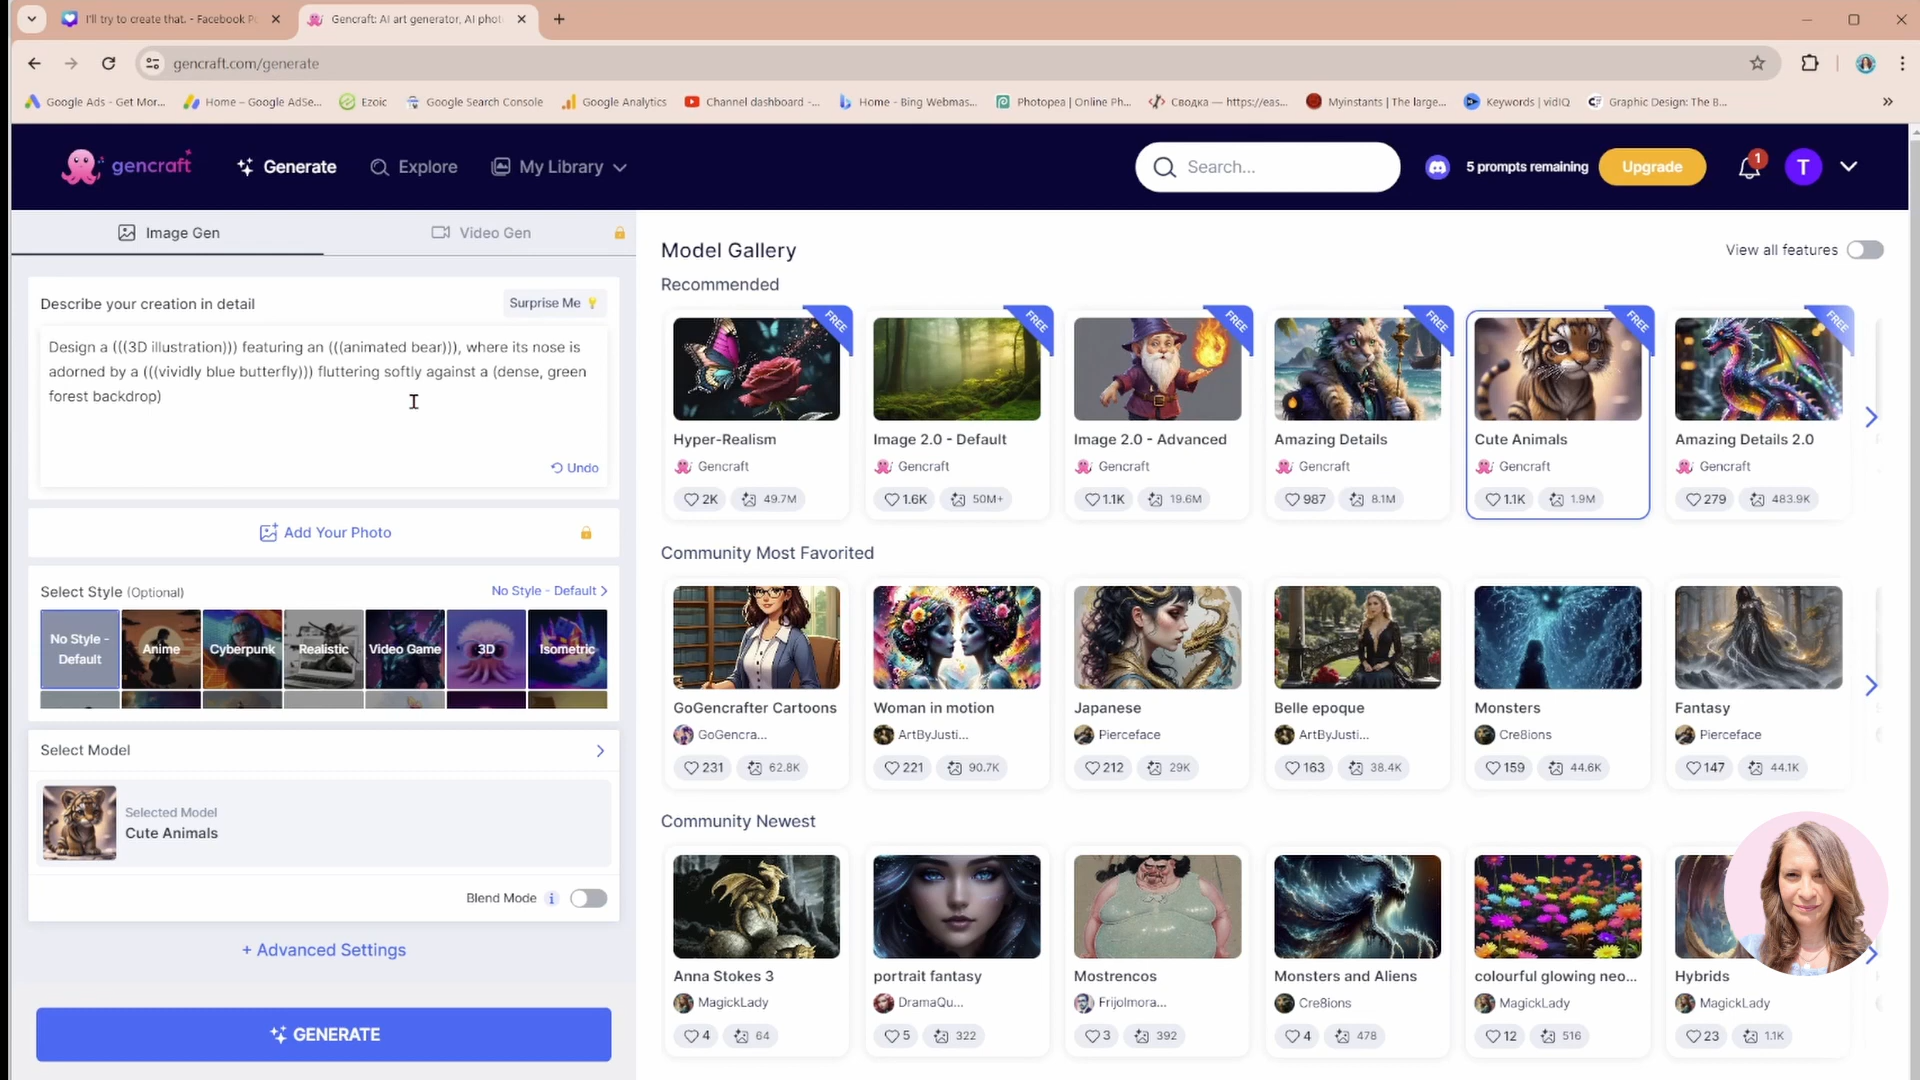 I'll try to create that. - Facebook P
Gencraft: AI art generator, AI phot
gencraft.com/generate
Google Ads - Get Mor...
Home – Google AdSe...
Ezoic
Google Search Console
Google Analytics
Channel dashboard -...
Home - Bing Webmas...
Photopea | Online Ph...
Сводка — https://eas...
Myinstants | The large...
Keywords | vidIQ
Graphic Design: The B...
gencraft
Generate
Explore
My Library
Search...
5 prompts remaining
Upgrade
1
T
Image Gen
Video Gen
Describe your creation in detail
Surprise Me
Design a (((3D illustration))) featuring an (((animated bear))), where its nose is
adorned by a (((vividly blue butterfly))) fluttering softly against a (dense, green
forest backdrop)
Undo
Add Your Photo
Select Style (Optional)
No Style - Default
No Style - Default
Anime
Cyberpunk
Realistic
Video Game
3D
Isometric
Select Model
Selected Model
Cute Animals
Blend Mode
+ Advanced Settings
GENERATE
Model Gallery
View all features
Recommended
FREE
FREE
FREE
FREE
FREE
FREE
Hyper-Realism
Image 2.0 - Default
Image 2.0 - Advanced
Amazing Details
Cute Animals
Amazing Details 2.0
Gencraft
Gencraft
Gencraft
Gencraft
Gencraft
Gencraft
2K 49.7M
1.6K 50M+
1.1K 19.6M
987 8.1M
1.1K 1.9M
279 483.9K
Community Most Favorited
GoGencrafter Cartoons
Woman in motion
Japanese
Belle epoque
Monsters
Fantasy
GoGencra...
ArtByJusti...
Pierceface
ArtByJusti...
Cre8ions
Pierceface
231 62.8K
221 90.7K
212 29K
163 38.4K
159 44.6K
147 44.1K
Community Newest
Anna Stokes 3
portrait fantasy
Mostrencos
Monsters and Aliens
colourful glowing neo...
Hybrids
MagickLady
DramaQu...
Frijolmora...
Cre8ions
MagickLady
MagickLady
4 64
5 322
3 392
4 478
12 516
23 1.1K